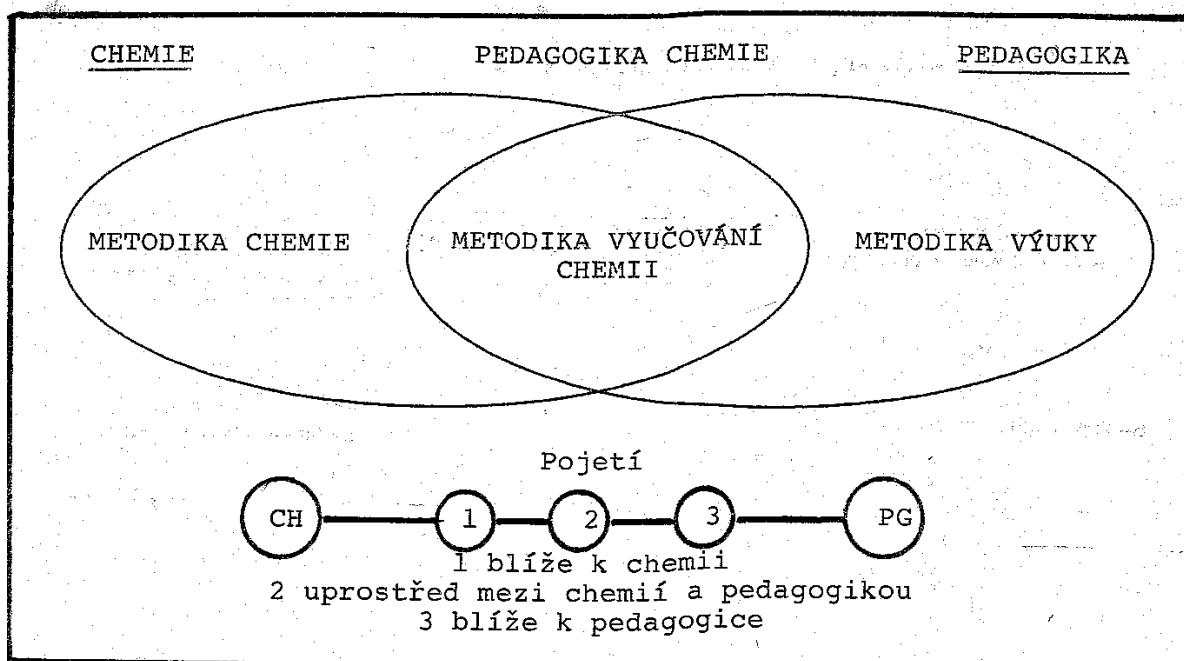 CHEMIE PEDAGOGIKA CHEMIE PEDAGOGIKA
METODIKA CHEMIE METODIKA VYUČOVÁNÍ METODIKA VÝUKY
CHEMII
Pojetí
CH 1 2 3 PG
1 blíže k chemii
2 uprostřed mezi chemií a pedagogikou
3 blíže k pedagogice